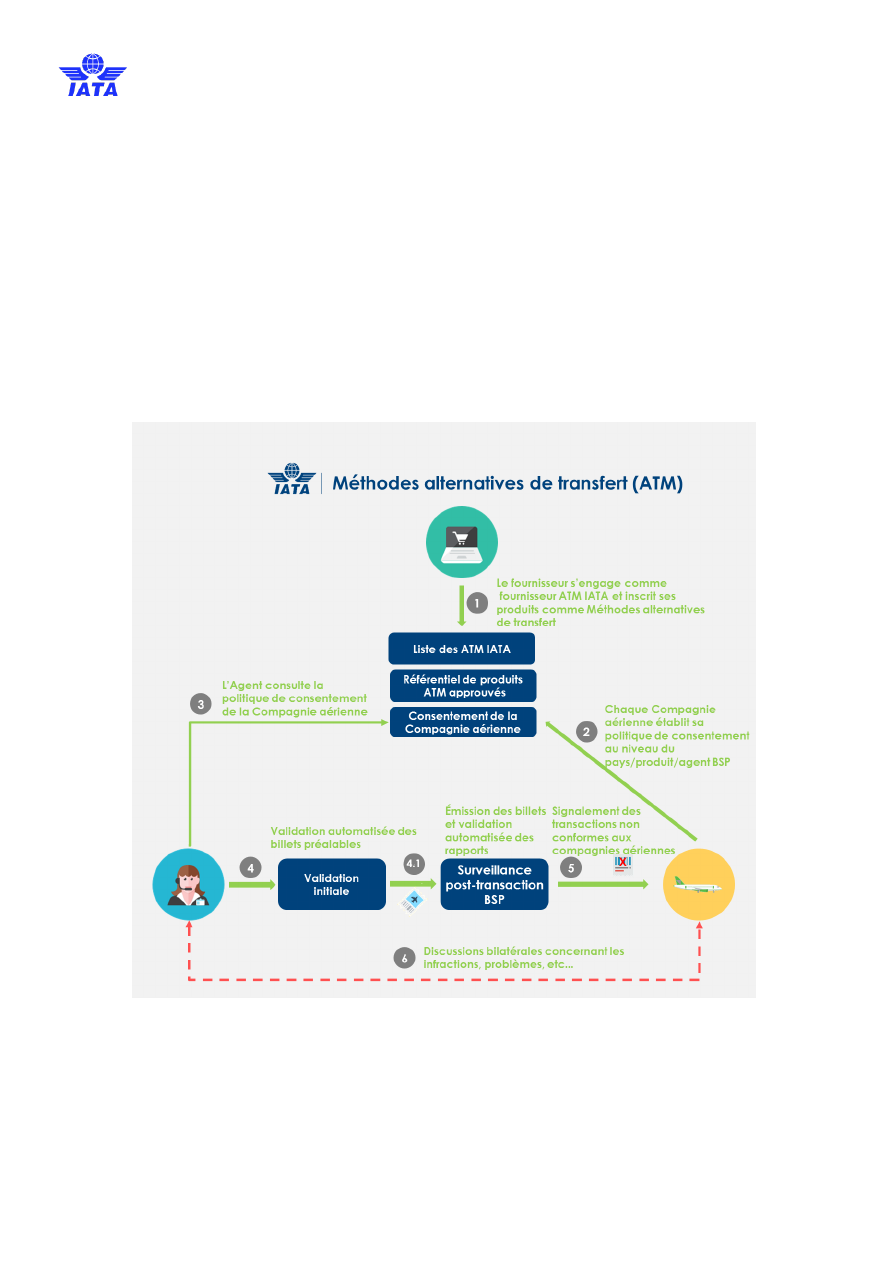 IATA
IATA
Méthodes alternatives de transfert (ATM)
1
Le fournisseur s'engage comme
fournisseur ATM IATA et inscrit ses
produits comme Méthodes alternatives
de transfert
Liste des ATM IATA
Référentiel de produits
ATM approuvés
Consentement de la
Compagnie aérienne
3
L'Agent consulte la
politique de consentement
de la Compagnie aérienne
2
Chaque Compagnie
aérienne établit sa
politique de consentement
au niveau du
pays/produit/agent BSP
4
Validation automatisée des
billets préalables
Validation
initiale
4.1
Émission des billets
et validation
automatisée des
rapports
Surveillance
post-transaction
BSP
5
Signalement des
transactions non
conformes aux
compagnies aériennes
6
Discussions bilatérales concernant les
infractions, problèmes, etc...